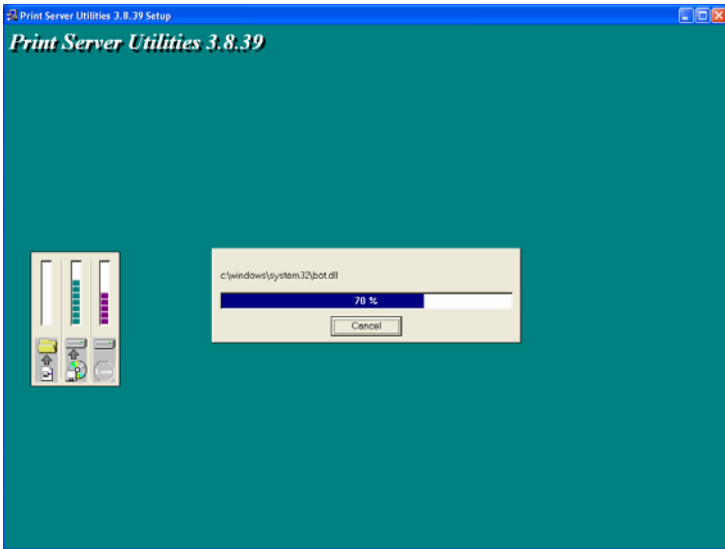 Print Server Utilities 3.8.39 Setup
Print Server Utilities 3.8.39
c:\windows\system32\bot.dll
70 %
Cancel